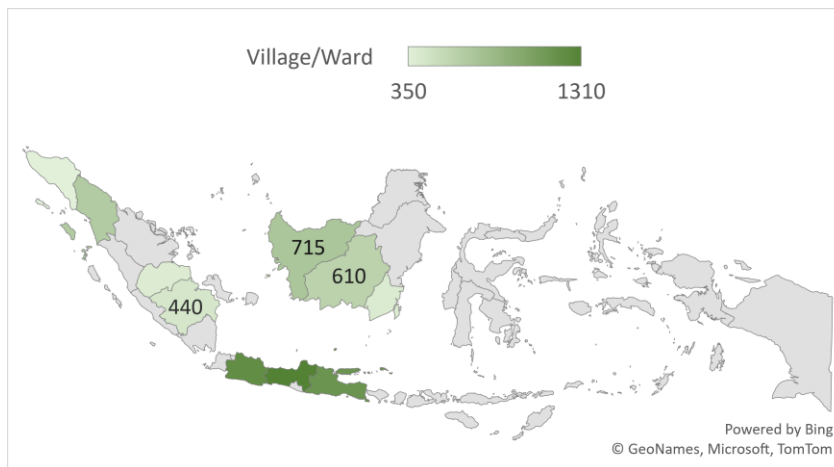 Village/Ward
350 1310
715
610
440
Powered by Bing
© GeoNames, Microsoft, TomTom